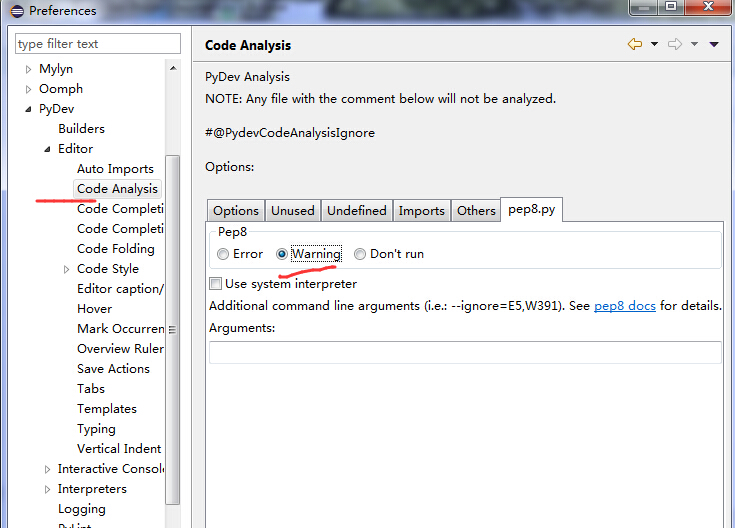 Preferences
type filter text
Mylyn
Oomph
PyDev
Builders
Editor
Auto Imports
Code Analysis
Code Completi
Code Completi
Code Folding
Code Style
Editor caption/
Hover
Mark Occurren
Overview Ruler
Save Actions
Tabs
Templates
Typing
Vertical Indent
Interactive Consol
Interpreters
Logging
PyLint
Code Analysis
PyDev Analysis
NOTE: Any file with the comment below will not be analyzed.
#@PydevCodeAnalysisIgnore
Options:
Options Unused Undefined Imports Others pep8.py
Pep8
Error Warning Don't run
Use system interpreter
Additional command line arguments (i.e.: --ignore=E5,W391). See pep8 docs for details.
Arguments: